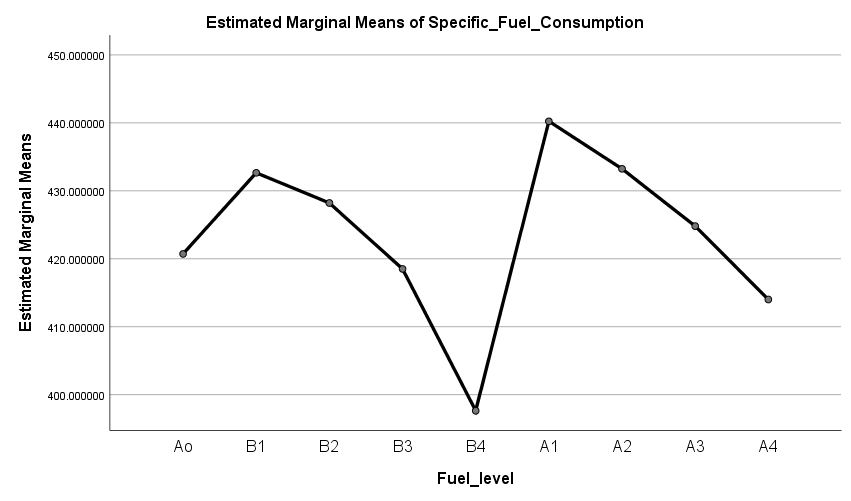 Estimated Marginal Means of Specific_Fuel_Consumption
Estimated Marginal Means
450.000000
440.000000
430.000000
420.000000
410.000000
400.000000
Ao B1 B2 B3 B4 A1 A2 A3 A4
Fuel_level